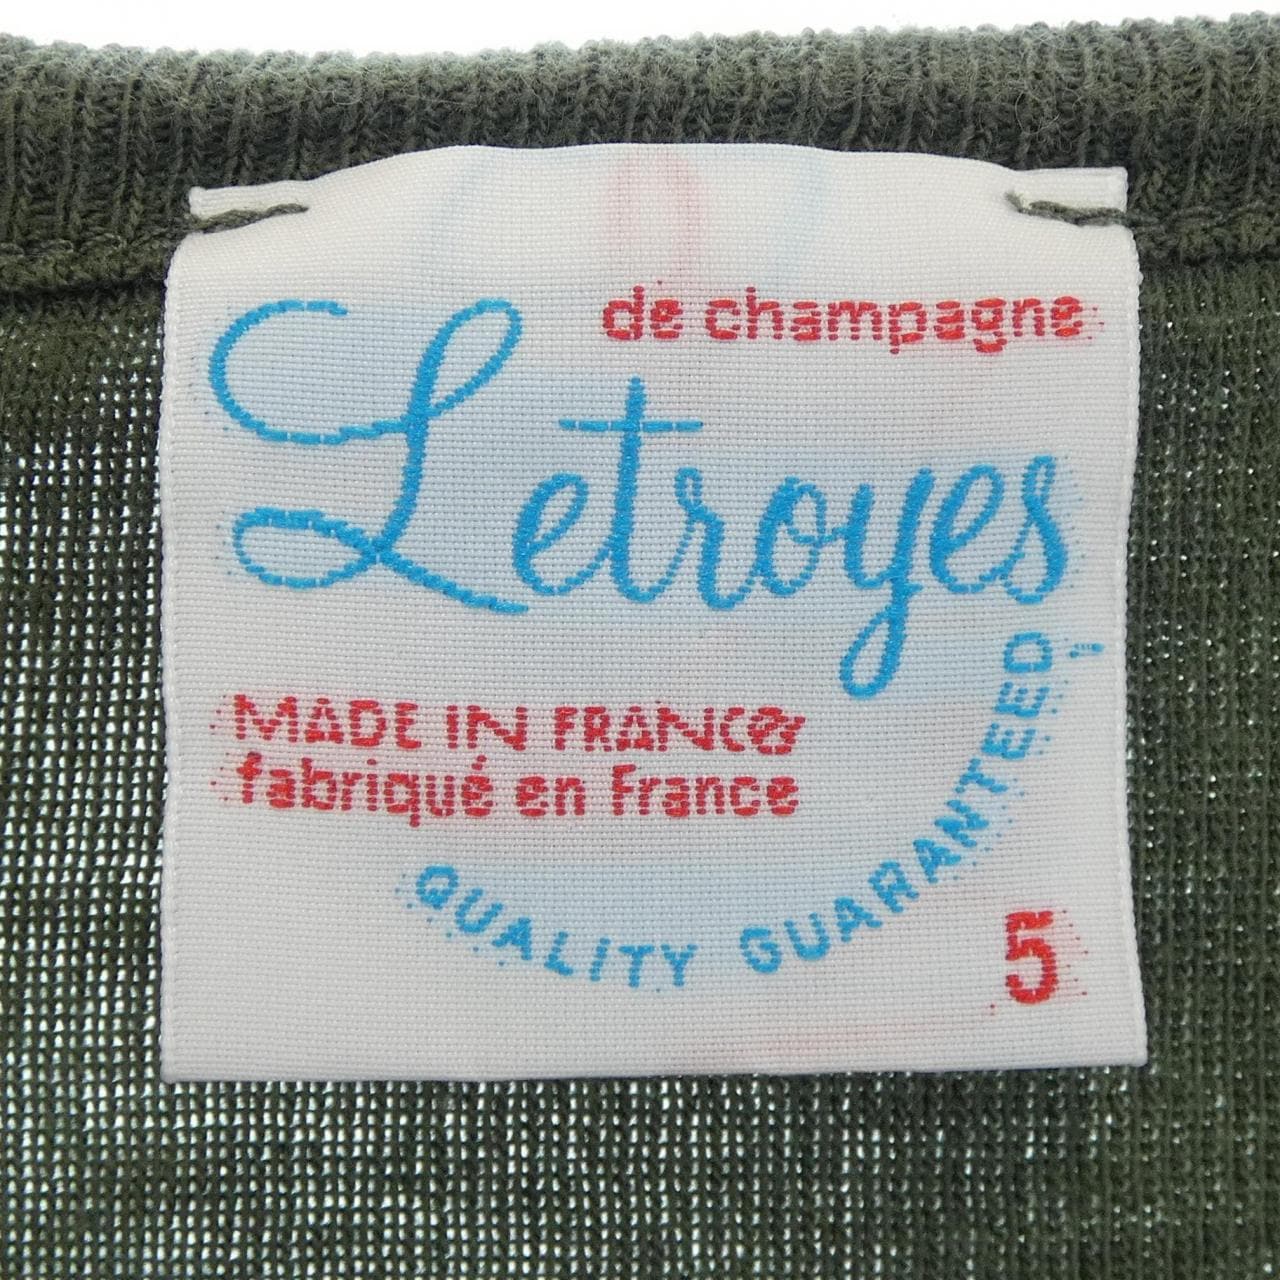 de champagne
Letroyes
MADE IN FRANCE
fabriqué en France
QUALITY GUARANTEED
5